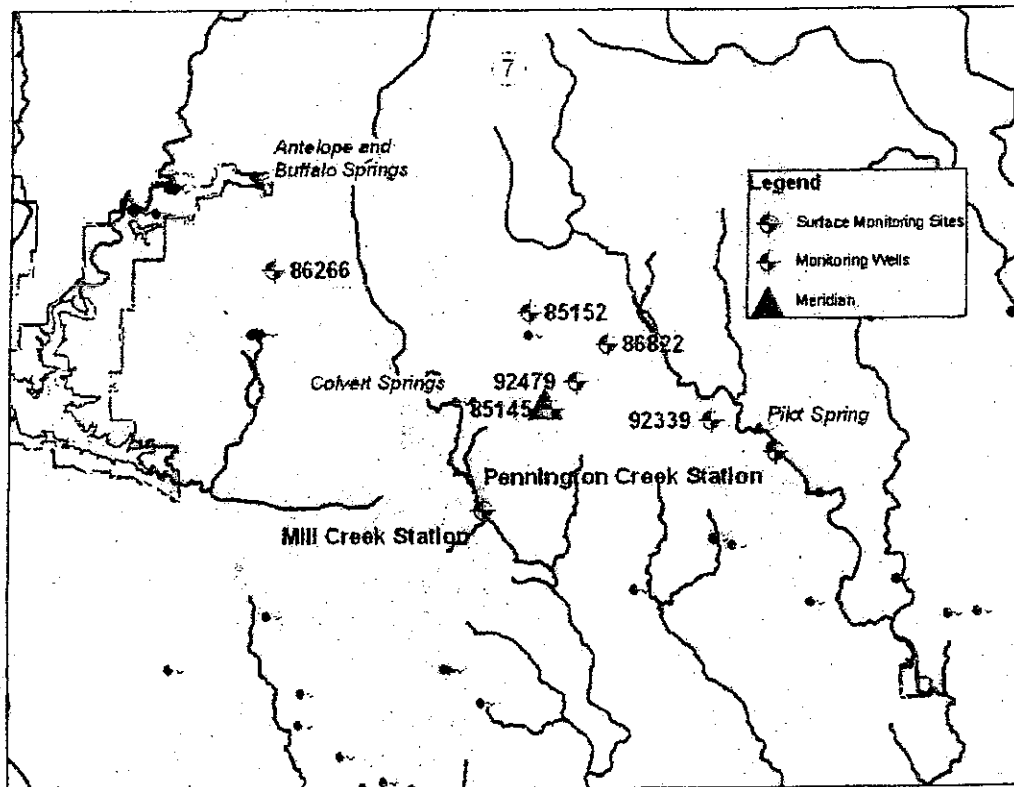 7
Antelope and
Buffalo Springs
Legend
Surface Monitoring Sites
Monitoring Wells
Meridian
86266
85152
86822
Colvert Springs
92479
85145
92339
Pilot Spring
Pennington Creek Station
Mill Creek Station